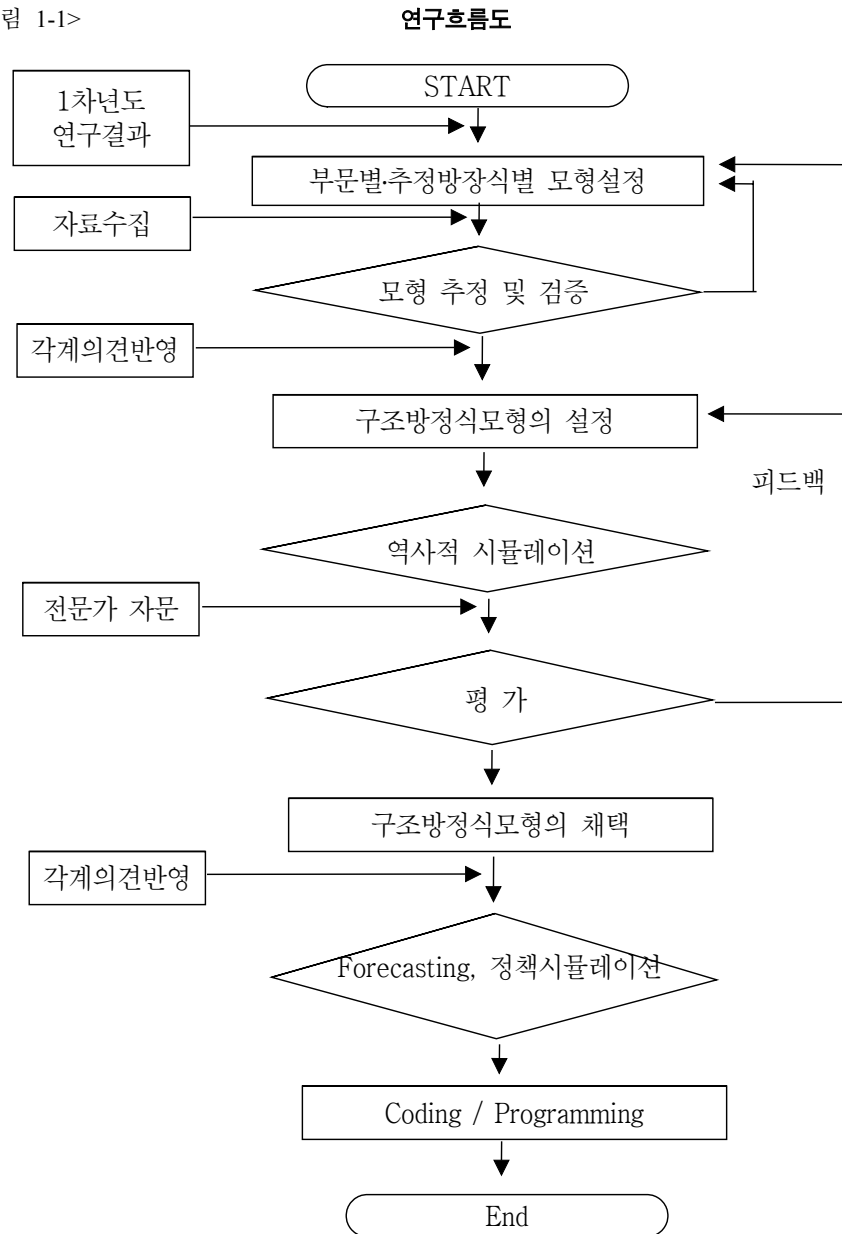 림 1-1>
연구흐름도
START
1차년도
연구결과
부문별·추정방장식별 모형설정
자료수집
모형 추정 및 검증
각계의견반영
구조방정식모형의 설정
피드백
역사적 시뮬레이션
전문가 자문
평 가
구조방정식모형의 채택
각계의견반영
Forecasting, 정책시뮬레이션
Coding / Programming
End